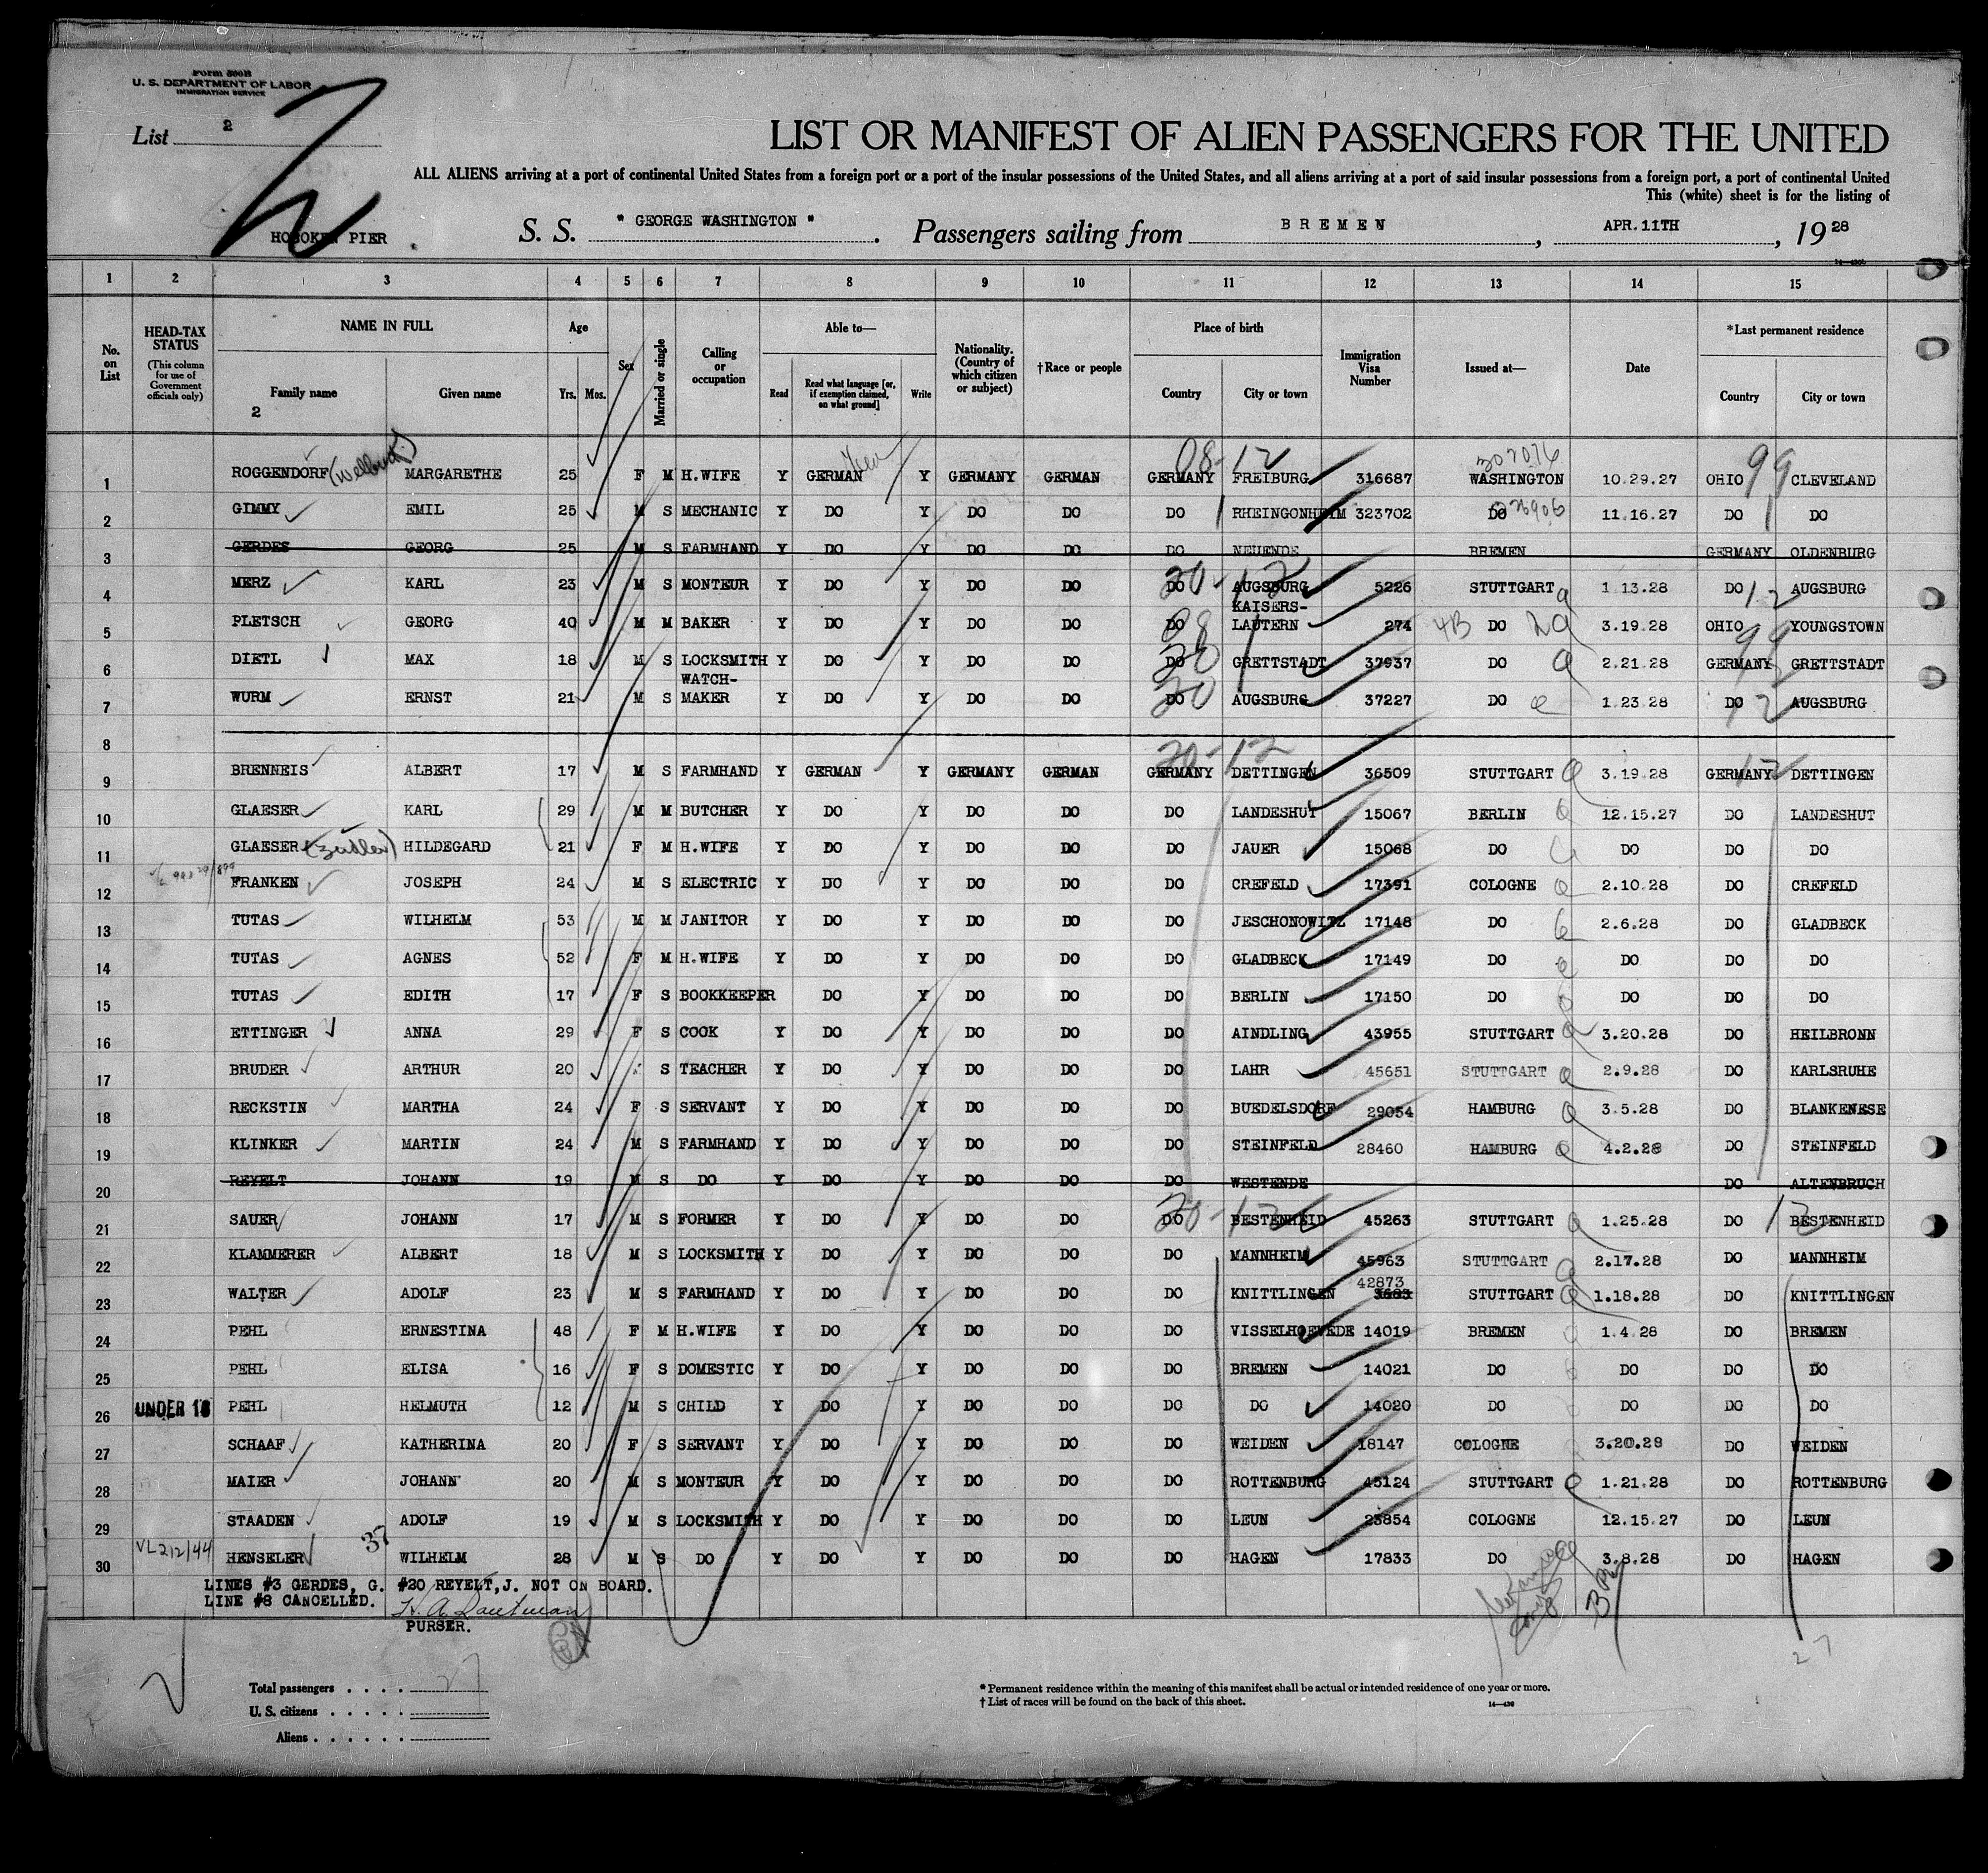 Form 500B
U. S. DEPARTMENT OF LABOR
IMMIGRATION SERVICE
List 2
LIST OR MANIFEST OF ALIEN PASSENGERS FOR THE UNITED
ALL ALIENS arriving at a port of continental United States from a foreign port or a port of the insular possessions of the United States, and all aliens arriving at a port of said insular possessions from a foreign port, a port of continental United
This (white) sheet is for the listing of
HOBOKEN PIER S. S. " GEORGE WASHINGTON " . Passengers sailing from BREMEN , APR. 11TH , 19 28
1 2 3 4 5 6 7 8 9 10 11 12 13 14 15
No. on List HEAD-TAX STATUS (This column for use of Government officials only) NAME IN FULL Family name Given name Age Yrs. Mos. Sex Married or single Calling or occupation Able to— Read Read what language [or, if exemption claimed, on what ground] Write Nationality. (Country of which citizen or subject) †Race or people Place of birth Country City or town Immigration Visa Number Issued at— Date *Last permanent residence Country City or town
2
08-12 307076 99
1 ROGGENDORF MARGARETHE 25 F M H.WIFE Y GERMAN Y GERMANY GERMAN GERMANY FREIBURG 316687 WASHINGTON 10.29.27 OHIO CLEVELAND
2 GIMMY EMIL 25 M S MECHANIC Y DO Y DO DO DO RHEINGONHEIM 323702 DO 11.16.27 DO DO
3 GERDES GEORG 25 M S FARMHAND Y DO Y DO DO DO NEUENDE BREMEN GERMANY OLDENBURG
4 MERZ KARL 23 M S MONTEUR Y DO Y DO DO DO 20-12 AUGSBURG 5226 STUTTGART 1 13.28 DO 12 AUGSBURG
5 PLETSCH GEORG 40 M M BAKER Y DO Y DO DO DO 08 KAISERS-LAUTERN 274 4B DO 3.19.28 OHIO 99 YOUNGSTOWN
6 DIETL MAX 18 M S LOCKSMITH Y DO Y DO DO DO 20 GRETTSTADT 37937 DO 2.21.28 GERMANY GRETTSTADT
7 WURM ERNST 21 M S WATCH-MAKER Y DO Y DO DO DO 20 AUGSBURG 37227 DO 1.23.28 DO 12 AUGSBURG
8
20-12
9 BRENNEIS ALBERT 17 M S FARMHAND Y GERMAN Y GERMANY GERMAN GERMANY DETTINGEN 36509 STUTTGART 3.19.28 GERMANY 12 DETTINGEN
10 GLAESER KARL 29 M M BUTCHER Y DO Y DO DO DO LANDESHUT 15067 BERLIN 12.15.27 DO LANDESHUT
11 GLAESER HILDEGARD 21 F M H.WIFE Y DO Y DO DO DO JAUER 15068 DO DO DO DO
12 FRANKEN JOSEPH 24 M S ELECTRIC Y DO Y DO DO DO CREFELD 17391 COLOGNE 2.10.28 DO CREFELD
13 TUTAS WILHELM 53 M M JANITOR Y DO Y DO DO DO JESCHONOWITZ 17148 DO 2.6.28 DO GLADBECK
14 TUTAS AGNES 52 F M H.WIFE Y DO Y DO DO DO GLADBECK 17149 DO DO DO DO
15 TUTAS EDITH 17 F S BOOKKEEPER DO Y DO DO DO BERLIN 17150 DO DO DO DO
16 ETTINGER ANNA 29 F S COOK Y DO Y DO DO DO AINDLING 43955 STUTTGART 3.20.28 DO HEILBRONN
17 BRUDER ARTHUR 20 S TEACHER Y DO Y DO DO DO LAHR 45651 STUTTGART 2.9.28 DO KARLSRUHE
18 RECKSTIN MARTHA 24 F S SERVANT Y DO Y DO DO DO BUEDELSDORF 29054 HAMBURG 3.5.28 DO BLANKENESE
19 KLINKER MARTIN 24 M S FARMHAND Y DO Y DO DO DO STEINFELD 28460 HAMBURG 4.2.28 DO STEINFELD
20 REYELT JOHANN 19 M S DO Y DO Y DO DO DO WESTENDE DO ALTENBRUCH
21 SAUER JOHANN 17 M S FORMER Y DO Y DO DO DO 20-12 BESTENHEID 45263 STUTTGART 1.25.28 DO 12 BESTENHEID
22 KLAMMERER ALBERT 18 M S LOCKSMITH Y DO Y DO DO DO MANNHEIM 45963 STUTTGART 2.17.28 DO MANNHEIM
23 WALTER ADOLF 23 M S FARMHAND Y DO Y DO DO DO KNITTLINGEN 42873 STUTTGART 1.18.28 DO KNITTLINGEN
24 PEHL ERNESTINA 48 F M H.WIFE Y DO Y DO DO DO VISSELHOEVEDE 14019 BREMEN 1.4.28 DO BREMEN
25 PEHL ELISA 16 F S DOMESTIC Y DO Y DO DO DO BREMEN 14021 DO DO DO DO
26 UNDER 16 PEHL HELMUTH 12 M S CHILD Y DO Y DO DO DO DO 14020 DO DO DO DO
27 SCHAAF KATHERINA 20 F S SERVANT Y DO Y DO DO DO WEIDEN 18147 COLOGNE 3.20.28 DO WEIDEN
28 MAIER JOHANN 20 M S MONTEUR Y DO Y DO DO DO ROTTENBURG 45124 STUTTGART 1.21.28 DO ROTTENBURG
29 STAADEN ADOLF 19 M S LOCKSMITH Y DO Y DO DO DO LEUN 23854 COLOGNE 12.15.27 DO LEUN
30 VL212/44 HENSELER 37 WILHELM 28 M S DO Y DO Y DO DO DO HAGEN 17833 DO 3.8.28 DO HAGEN
LINES #3 GERDES, G. #20 REYELT,J. NOT ON BOARD.
LINE #8 CANCELLED.
PURSER.
27
Total passengers . . . . 27
U. S. citizens . . . . .
Aliens . . . . . .
* Permanent residence within the meaning of this manifest shall be actual or intended residence of one year or more.
† List of races will be found on the back of this sheet.